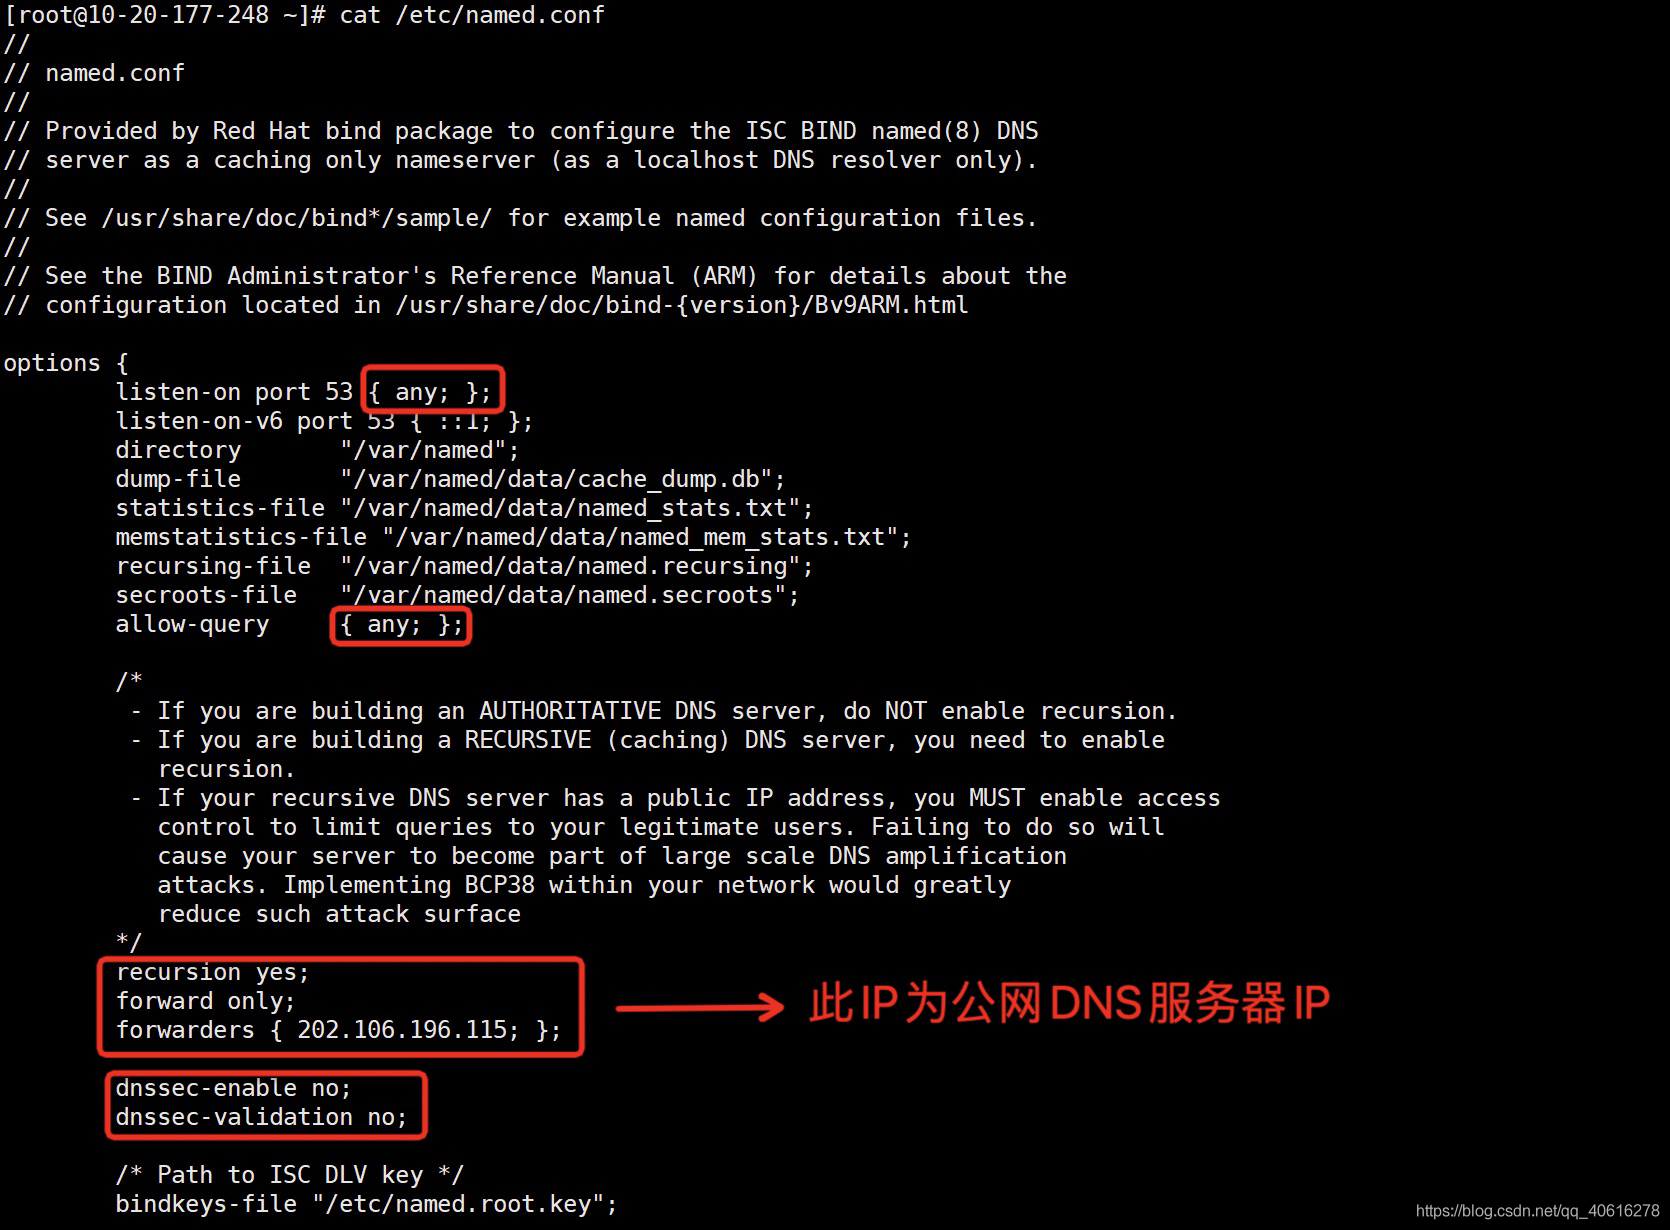 [root@10-20-177-248 ~]# cat /etc/named.conf
//
// named.conf
//
// Provided by Red Hat bind package to configure the ISC BIND named(8) DNS
// server as a caching only nameserver (as a localhost DNS resolver only).
//
// See /usr/share/doc/bind*/sample/ for example named configuration files.
//
// See the BIND Administrator's Reference Manual (ARM) for details about the
// configuration located in /usr/share/doc/bind-{version}/Bv9ARM.html

options {
        listen-on port 53 { any; };
        listen-on-v6 port 53 { ::1; };
        directory       "/var/named";
        dump-file       "/var/named/data/cache_dump.db";
        statistics-file "/var/named/data/named_stats.txt";
        memstatistics-file "/var/named/data/named_mem_stats.txt";
        recursing-file  "/var/named/data/named.recursing";
        secroots-file   "/var/named/data/named.secroots";
        allow-query     { any; };

        /*
         - If you are building an AUTHORITATIVE DNS server, do NOT enable recursion.
         - If you are building a RECURSIVE (caching) DNS server, you need to enable
           recursion.
         - If your recursive DNS server has a public IP address, you MUST enable access
           control to limit queries to your legitimate users. Failing to do so will
           cause your server to become part of large scale DNS amplification
           attacks. Implementing BCP38 within your network would greatly
           reduce such attack surface
        */
        recursion yes;
        forward only;
        此IP为公网DNS服务器IP
        forwarders { 202.106.196.115; };

        dnssec-enable no;
        dnssec-validation no;

        /* Path to ISC DLV key */
        bindkeys-file "/etc/named.root.key";
https://blog.csdn.net/qq_40616278